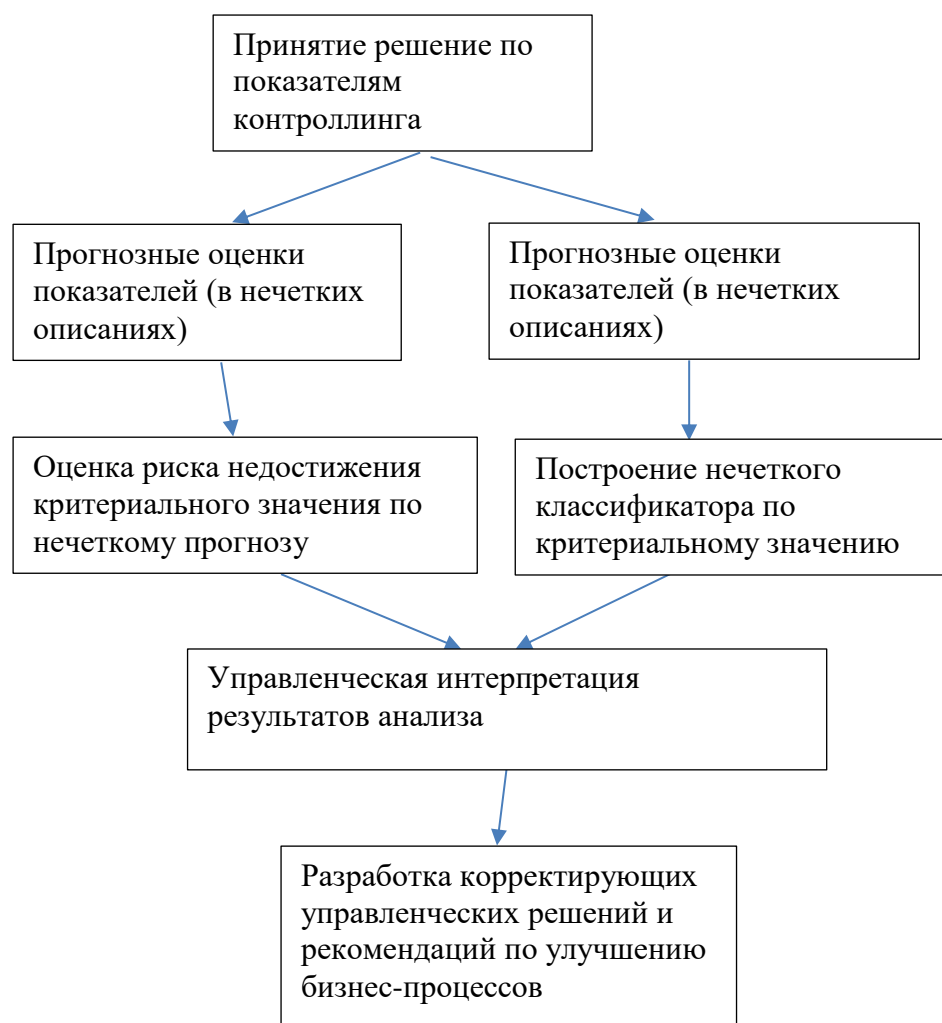 Принятие решение по
показателям
контроллинга
Прогнозные оценки
показателей (в нечетких
описаниях)
Прогнозные оценки
показателей (в нечетких
описаниях)
Оценка риска недостижения
критериального значения по
нечеткому прогнозу
Построение нечеткого
классификатора по
критериальному значению
Управленческая интерпретация
результатов анализа
Разработка корректирующих
управленческих решений и
рекомендаций по улучшению
бизнес-процессов